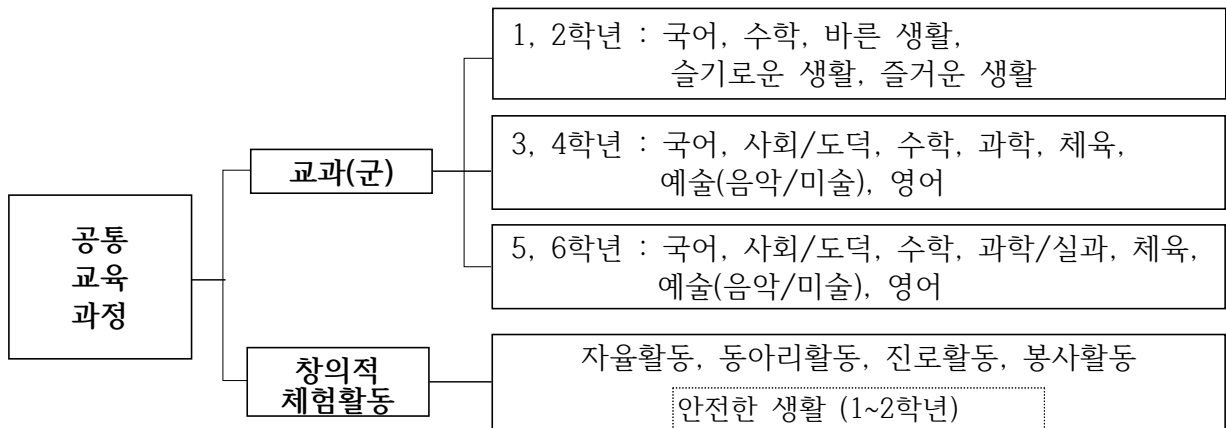 1, 2학년 : 국어, 수학, 바른 생활,
슬기로운 생활, 즐거운 생활
3, 4학년 : 국어, 사회/도덕, 수학, 과학, 체육,
예술(음악/미술), 영어
교과(군)
공통
교육
과정
5, 6학년 : 국어, 사회/도덕, 수학, 과학/실과, 체육,
예술(음악/미술), 영어
창의적
체험활동
자율활동, 동아리활동, 진로활동, 봉사활동
안전한 생활 (1~2학년)